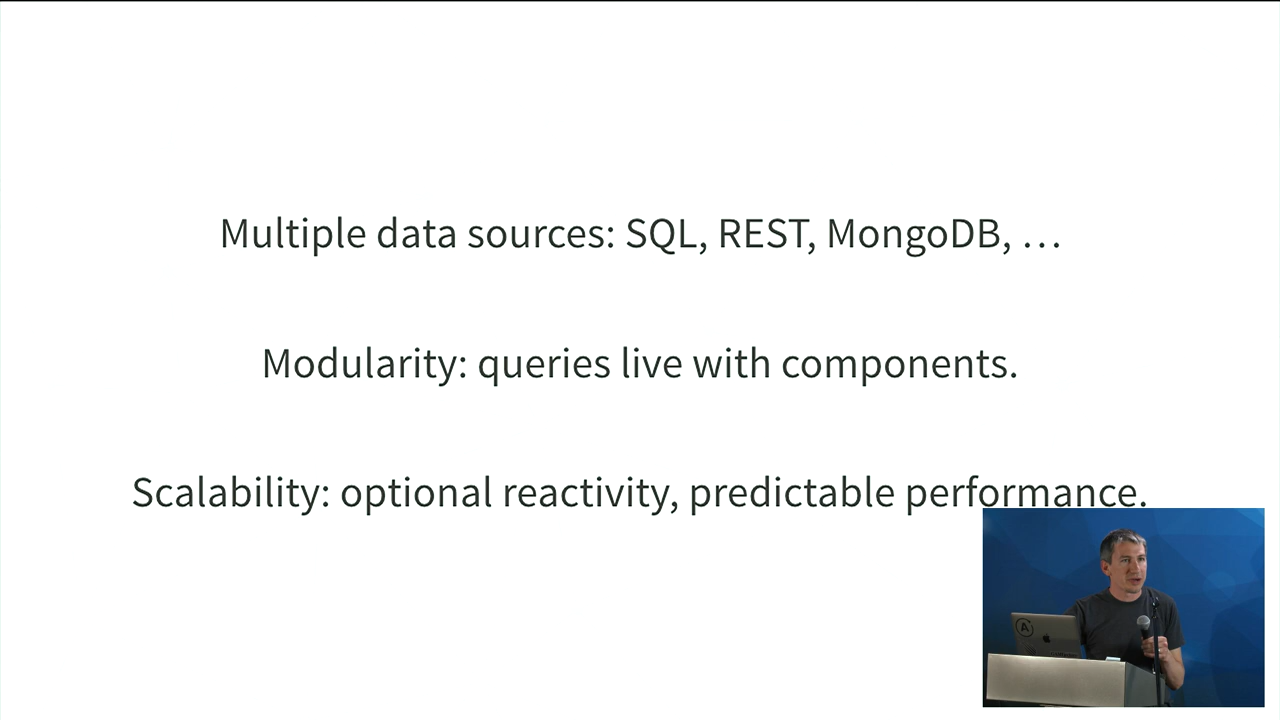 Multiple data sources: SQL, REST, MongoDB, …
Modularity: queries live with components.
Scalability: optional reactivity, predictable performance.
A